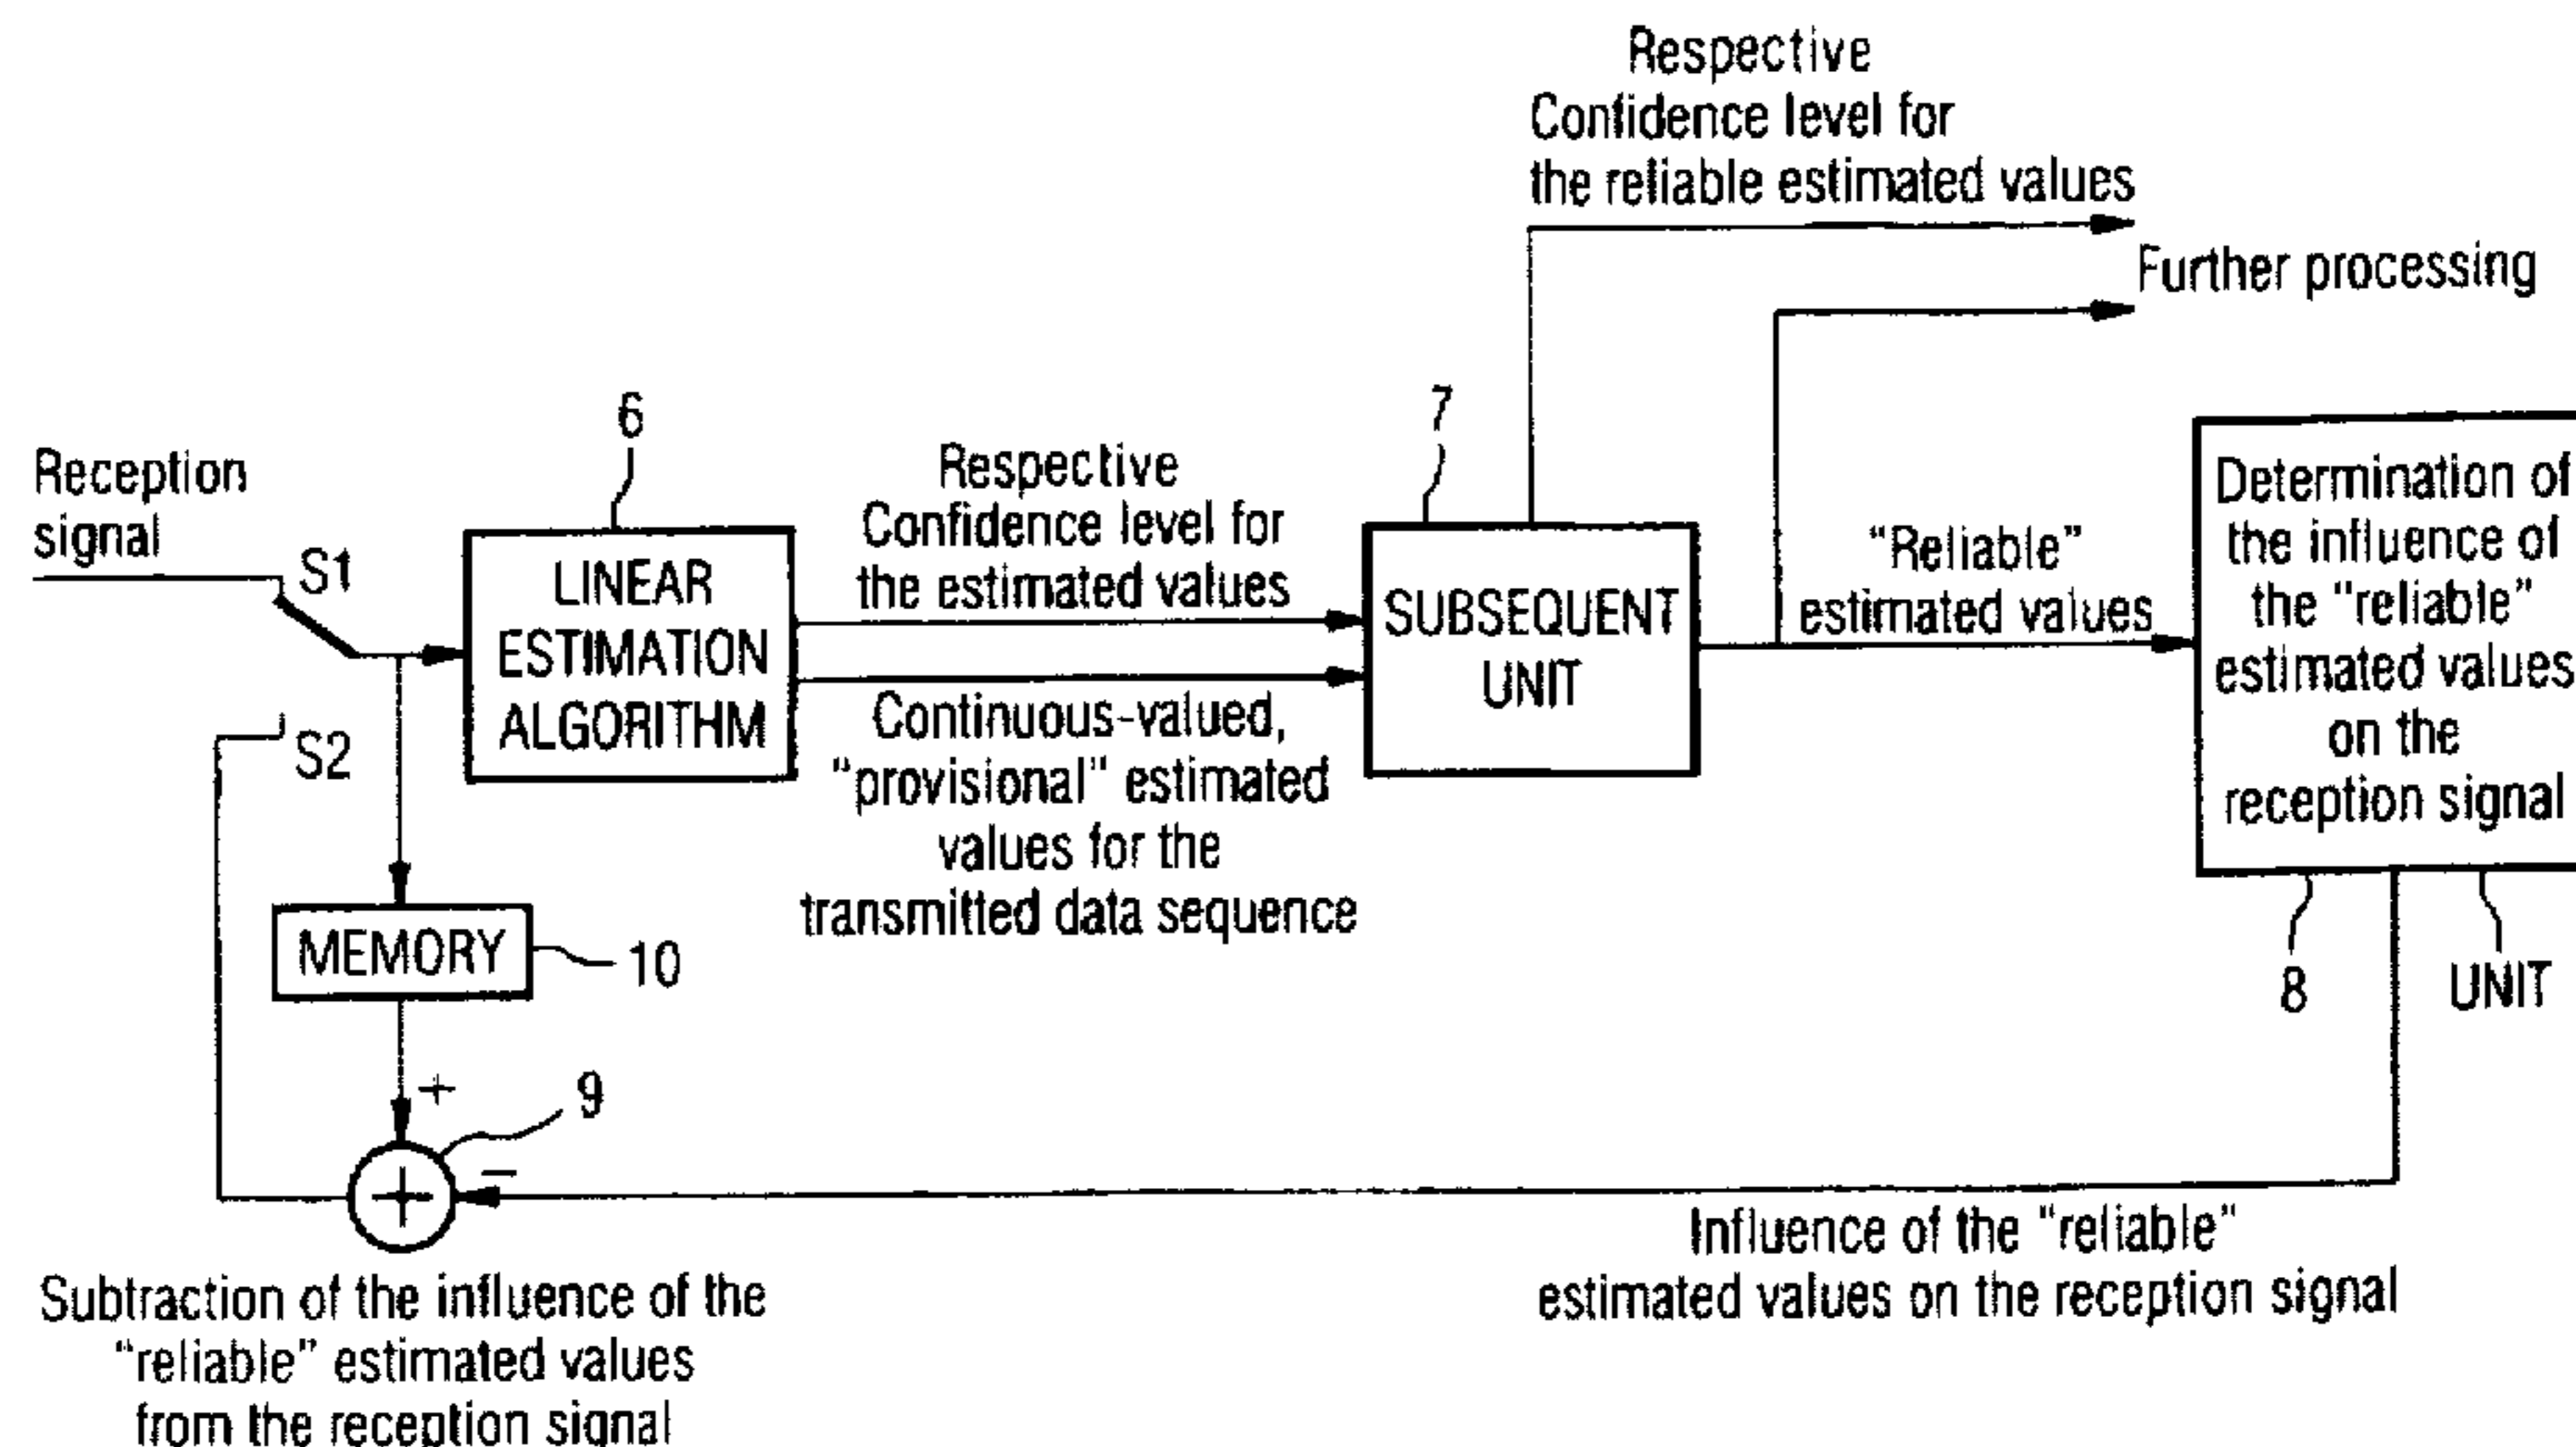 Respective
Confidence level for
the reliable estimated values
Further processing
6
7
Reception
signal
S1
S2
LINEAR
ESTIMATION
ALGORITHM
Respective
Confidence level for
the estimated values
Continuous-valued,
"provisional" estimated
values for the
transmitted data sequence
SUBSEQUENT
UNIT
"Reliable"
estimated values
Determination of
the influence of
the "reliable"
estimated values
on the
reception signal
8
UNIT
MEMORY
10
+
9
+
−
Influence of the "reliable"
estimated values on the reception signal
Subtraction of the influence of the
"reliable" estimated values
from the reception signal